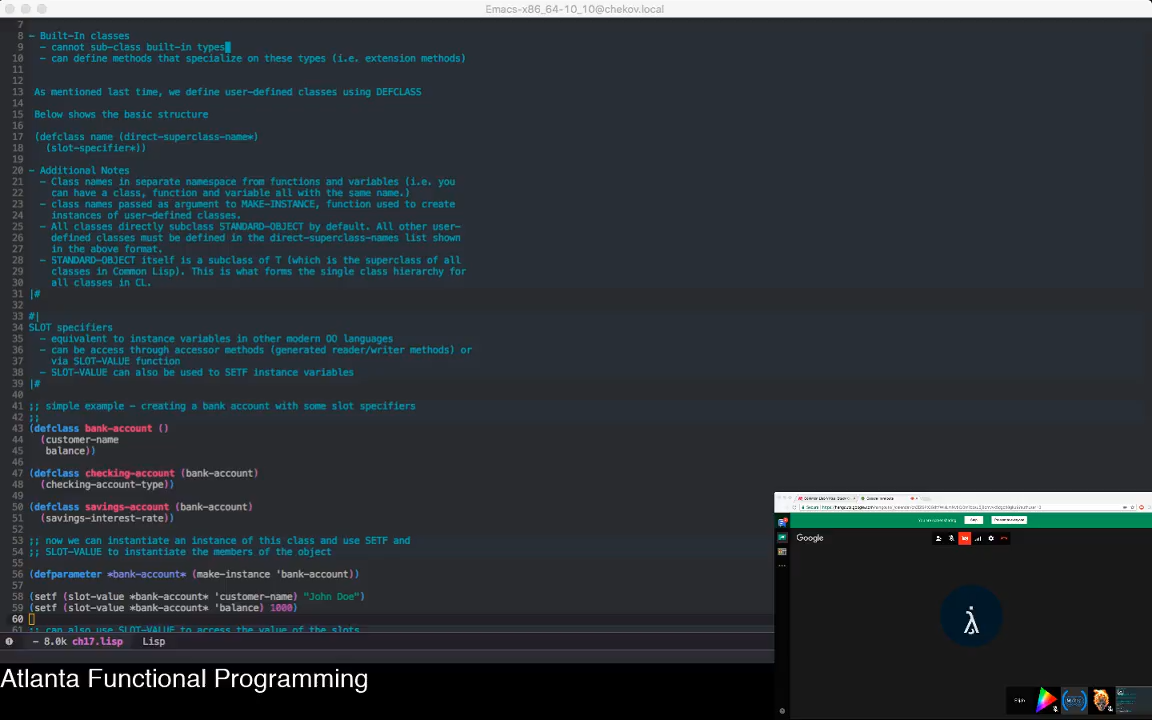 Emacs-x86_64-10_10@chekov.local
7
8 - Built-In classes
9   - cannot sub-class built-in types
10   - can define methods that specialize on these types (i.e. extension methods)
11
12
13  As mentioned last time, we define user-defined classes using DEFCLASS
14
15  Below shows the basic structure
16
17  (defclass name (direct-superclass-name*)
18    (slot-specifier*))
19
20 - Additional Notes
21   - Class names in separate namespace from functions and variables (i.e. you
22     can have a class, function and variable all with the same name.)
23   - class names passed as argument to MAKE-INSTANCE, function used to create
24     instances of user-defined classes.
25   - All classes directly subclass STANDARD-OBJECT by default. All other user-
26     defined classes must be defined in the direct-superclass-names list shown
27     in the above format.
28   - STANDARD-OBJECT itself is a subclass of T (which is the superclass of all
29     classes in Common Lisp). This is what forms the single class hierarchy for
30     all classes in CL.
31 |#
32
33 #|
34 SLOT specifiers
35   - equivalent to instance variables in other modern OO languages
36   - can be access through accessor methods (generated reader/writer methods) or
37     via SLOT-VALUE function
38   - SLOT-VALUE can also be used to SETF instance variables
39 |#
40
41 ;; simple example - creating a bank account with some slot specifiers
42 ;;
43 (defclass bank-account ()
44   (customer-name
45    balance))
46
47 (defclass checking-account (bank-account)
48   (checking-account-type))
49
50 (defclass savings-account (bank-account)
51   (savings-interest-rate))
52
53 ;; now we can instantiate an instance of this class and use SETF and
54 ;; SLOT-VALUE to instantiate the members of the object
55
56 (defparameter *bank-account* (make-instance 'bank-account))
57
58 (setf (slot-value *bank-account* 'customer-name) "John Doe")
59 (setf (slot-value *bank-account* 'balance) 1000)
60
61 ;; can also use SLOT-VALUE to access the value of the slots
- 8.0k ch17.lisp Lisp
Google
λ
Atlanta Functional Programming